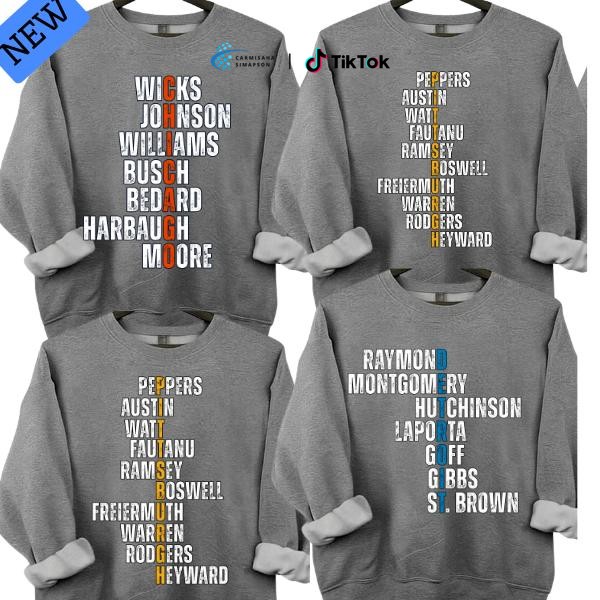 NEW
CARMISANA
SIMAPSON
TikTok
WICKS
JOHNSON
WILLIAMS
BUSCH
BEDARD
HARBAUGH
MOORE
PEPPERS
AUSTIN
WATT
FAUTANU
RAMSEY
BOSWELL
FREIERMUTH
WARREN
RODGERS
HEYWARD
PEPPERS
AUSTIN
WATT
FAUTANU
RAMSEY
BOSWELL
FREIERMUTH
WARREN
RODGERS
HEYWARD
RAYMOND
MONTGOMERY
HUTCHINSON
LAPORTA
GOFF
GIBBS
ST. BROWN